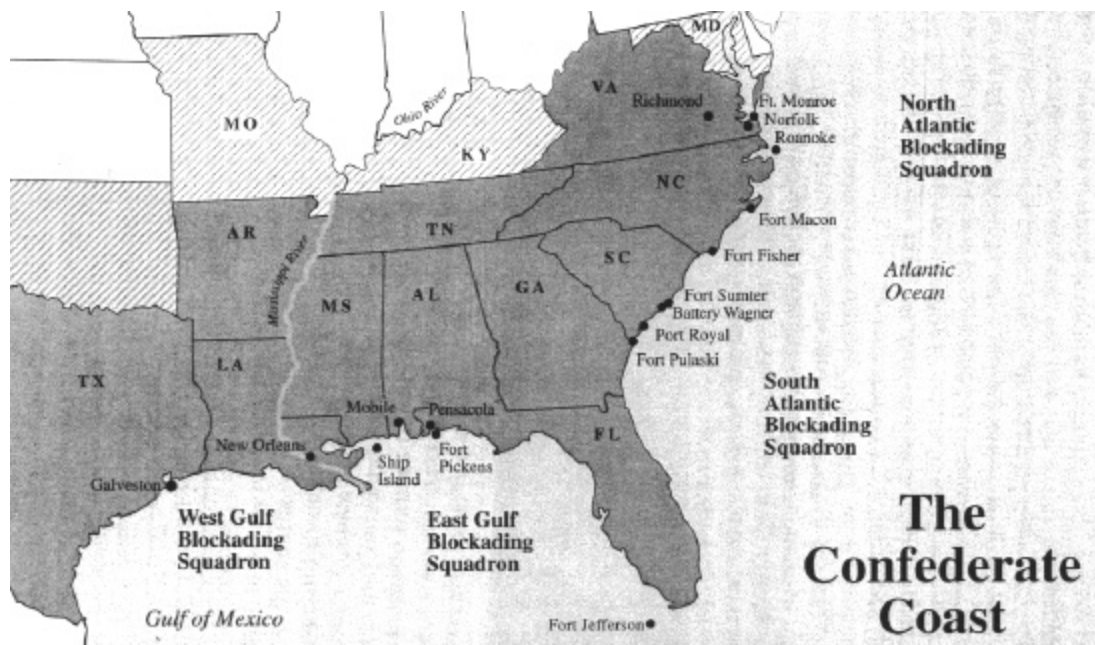 MD
VA
Richmond
Ft. Monroe
Norfolk
Roanoke
North
Atlantic
Blockading
Squadron
MO
Ohio River
KY
NC
Fort Macon
TN
AR
Mississippi River
Fort Fisher
SC
Atlantic
Ocean
MS
AL
GA
Fort Sumter
Battery Wagner
Port Royal
Fort Pulaski
TX
LA
South
Atlantic
Blockading
Squadron
Mobile
Pensacola
FL
New Orleans
Ship
Island
Fort
Pickens
Galveston
West Gulf
Blockading
Squadron
East Gulf
Blockading
Squadron
The
Confederate
Coast
Gulf of Mexico
Fort Jefferson